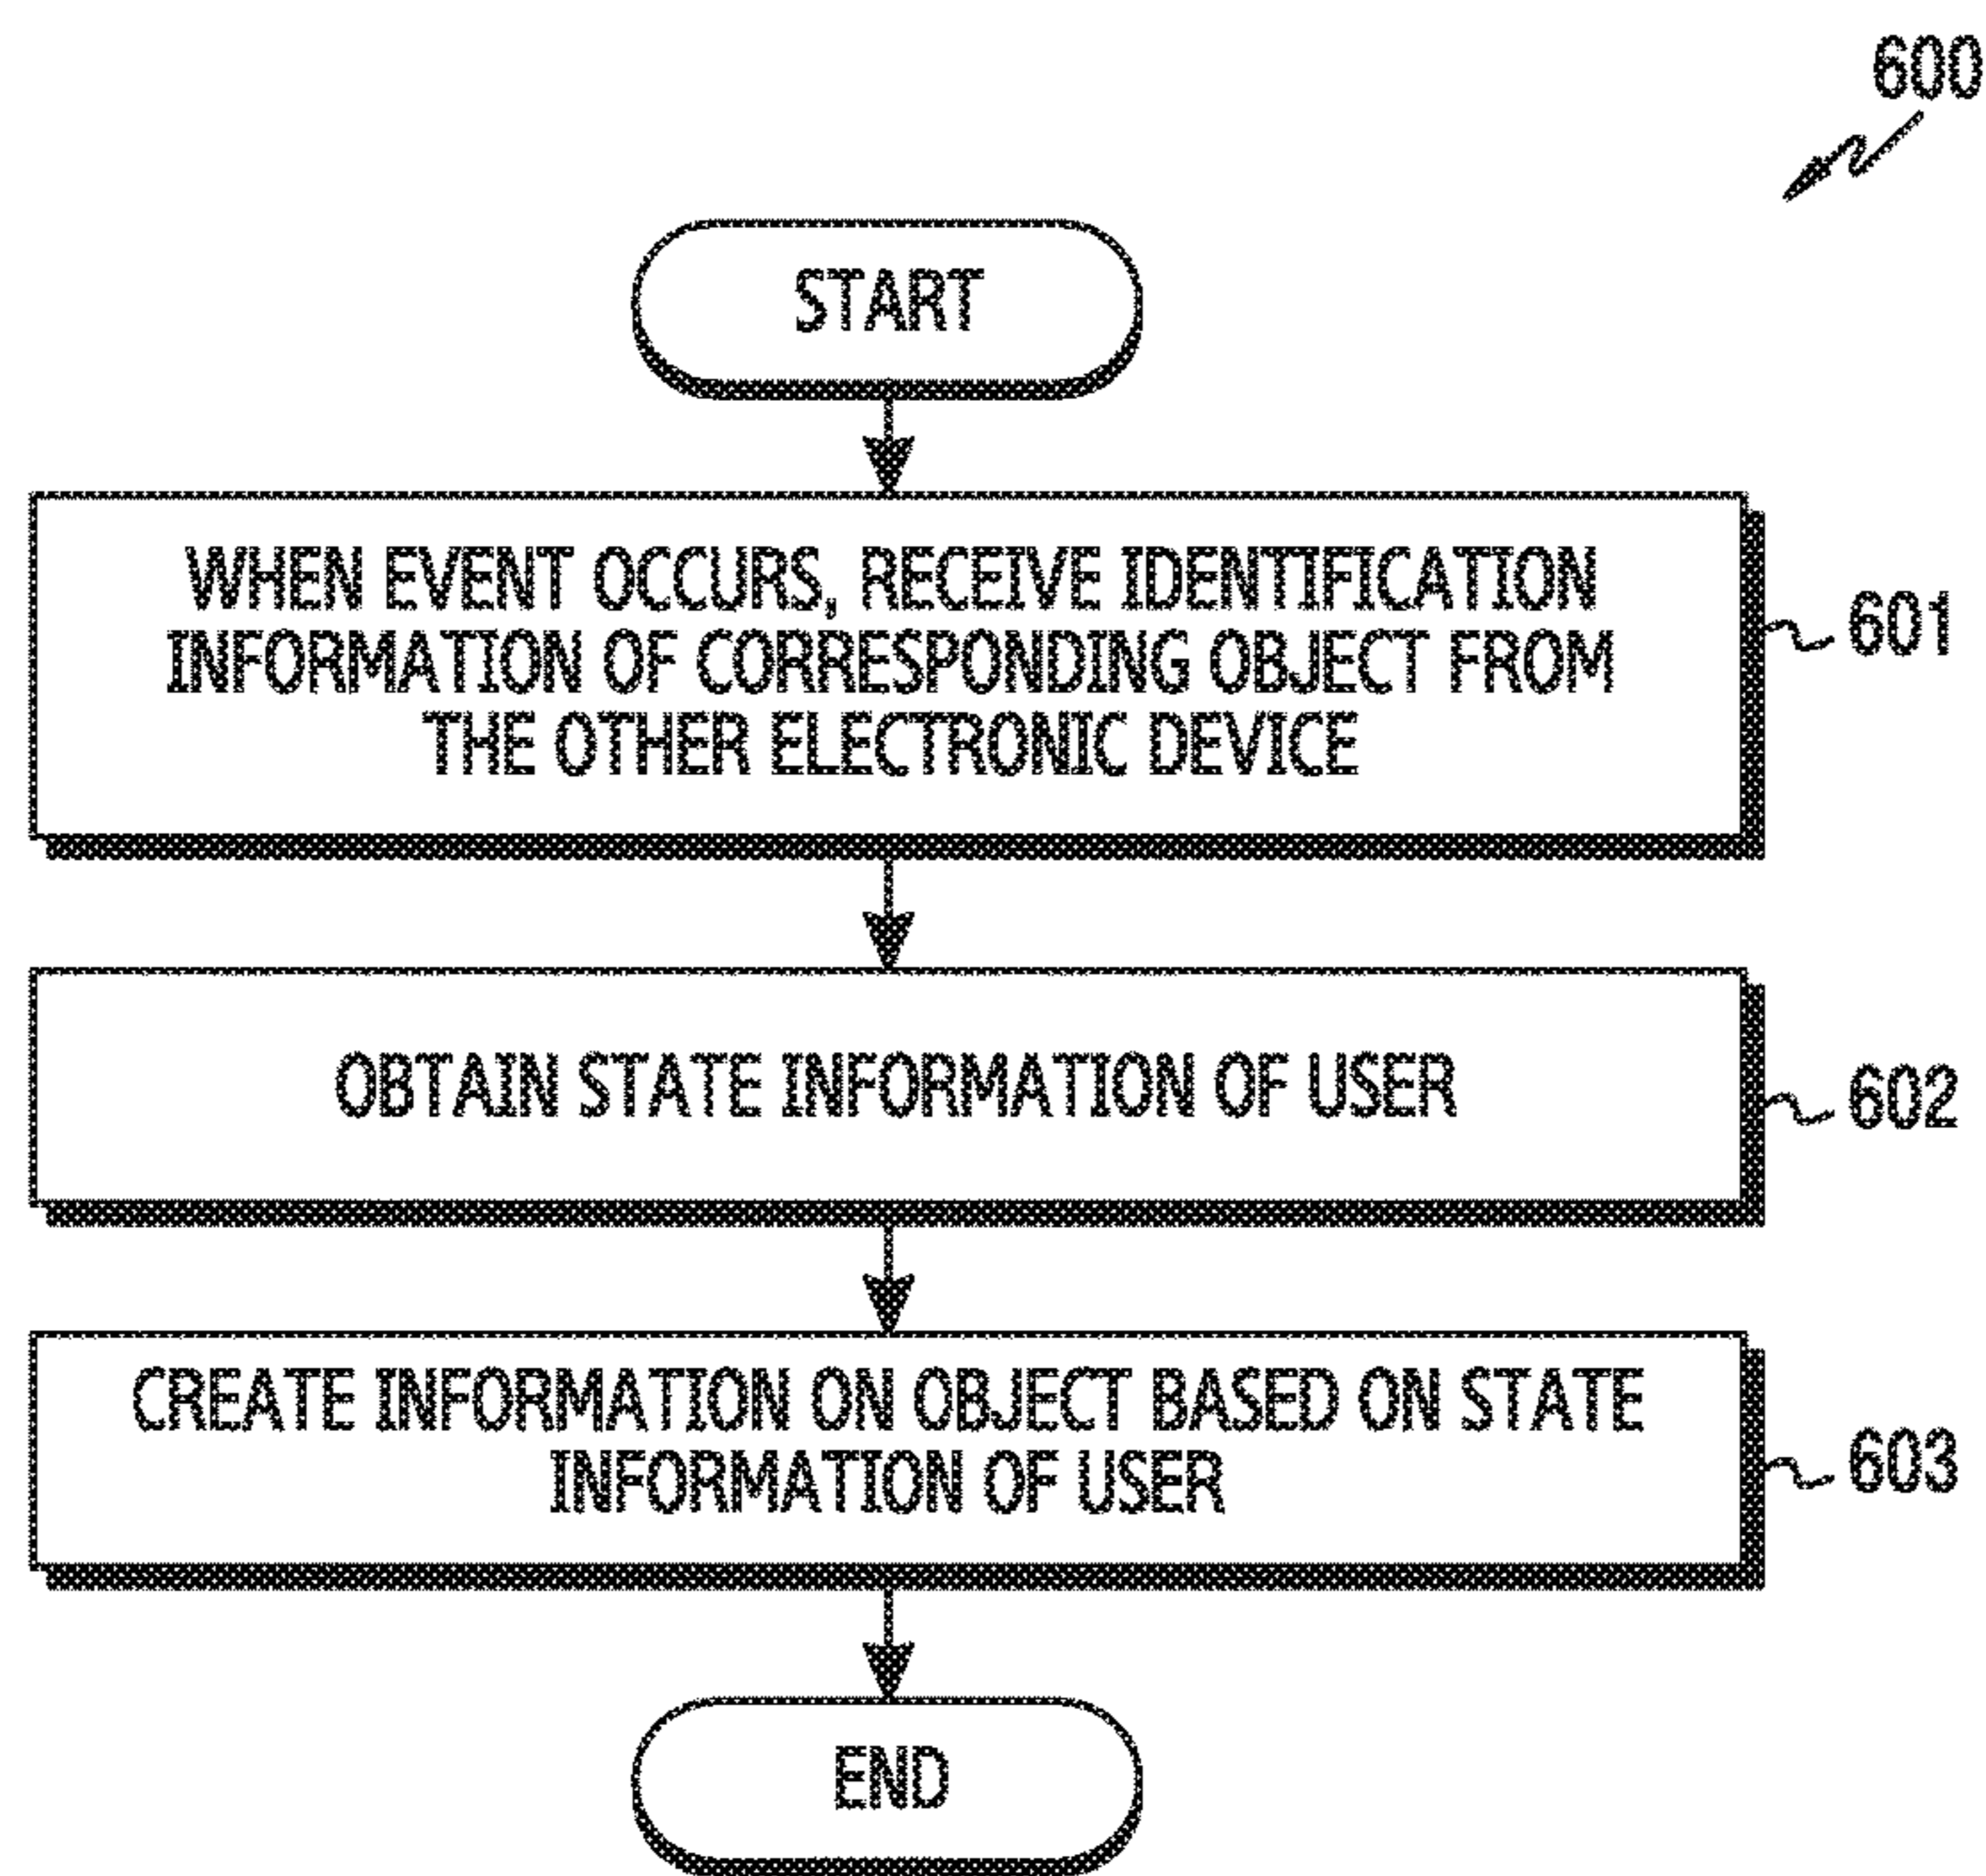 600
START
WHEN EVENT OCCURS, RECEIVE IDENTIFICATION
INFORMATION OF CORRESPONDING OBJECT FROM
THE OTHER ELECTRONIC DEVICE
601
OBTAIN STATE INFORMATION OF USER
602
CREATE INFORMATION ON OBJECT BASED ON STATE
INFORMATION OF USER
603
END